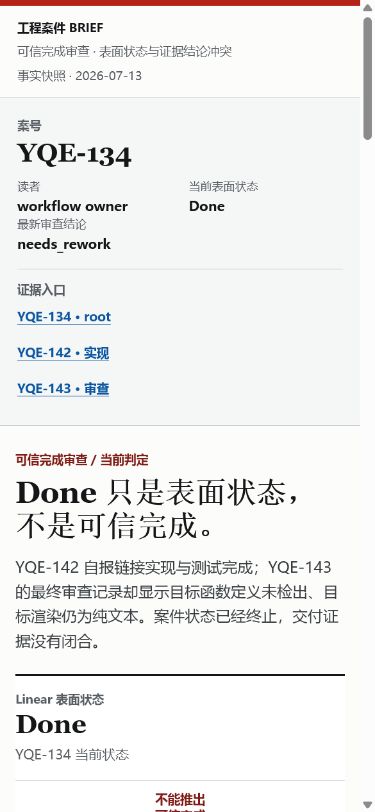 工程案件 BRIEF
可信完成审查 · 表面状态与证据结论冲突
事实快照 · 2026-07-13
案号
YQE-134
读者
workflow owner
当前表面状态
Done
最新审查结论
needs_rework
证据入口
YQE-134 • root
YQE-142 • 实现
YQE-143 • 审查
可信完成审查 / 当前判定
Done 只是表面状态，
不是可信完成。
YQE-142 自报链接实现与测试完成；YQE-143
的最终审查记录却显示目标函数定义未检出、目
标渲染仍为纯文本。案件状态已经终止，交付证
据没有闭合。
Linear 表面状态
Done
YQE-134 当前状态
不能推出